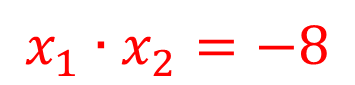 x₁ · x₂ = −8